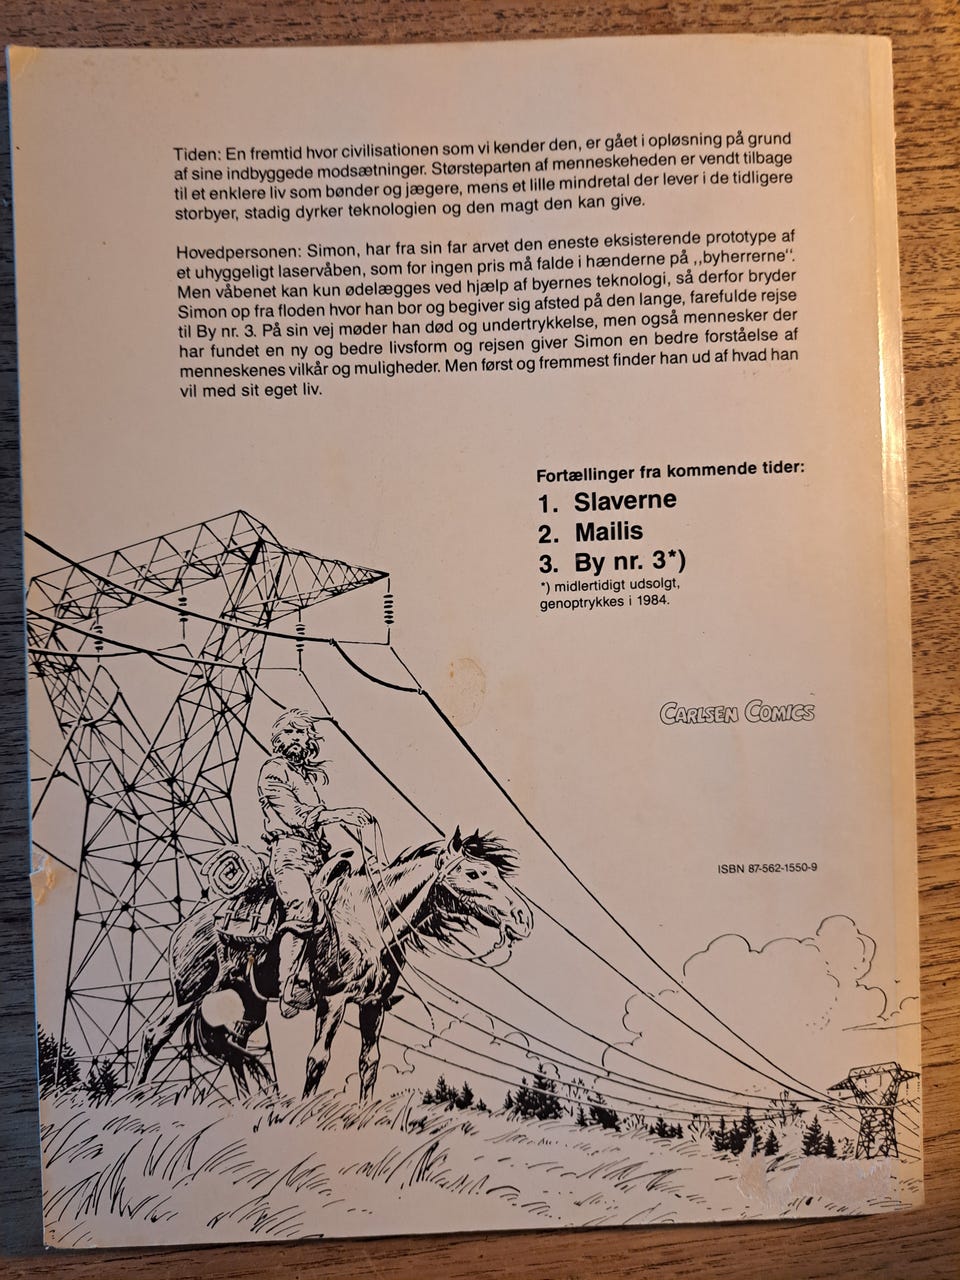 Tiden: En fremtid hvor civilisationen som vi kender den, er gået i opløsning på grund
af sine indbyggede modsætninger. Størsteparten af menneskeheden er vendt tilbage
til et enklere liv som bønder og jægere, mens et lille mindretal der lever i de tidligere
storbyer, stadig dyrker teknologien og den magt den kan give.
Hovedpersonen: Simon, har fra sin far arvet den eneste eksisterende prototype af
et uhyggeligt laservåben, som for ingen pris må falde i hænderne på ,,byherrerne“.
Men våbenet kan kun ødelægges ved hjælp af byernes teknologi, så derfor bryder
Simon op fra floden hvor han bor og begiver sig afsted på den lange, farefulde rejse
til By nr. 3. På sin vej møder han død og undertrykkelse, men også mennesker der
har fundet en ny og bedre livsform og rejsen giver Simon en bedre forståelse af
menneskenes vilkår og muligheder. Men først og fremmest finder han ud af hvad han
vil med sit eget liv.
Fortællinger fra kommende tider:
1. Slaverne
2. Mailis
3. By nr. 3*)
*) midlertidigt udsolgt,
genoptrykkes i 1984.
CARLSEN COMICS
ISBN 87-562-1550-9